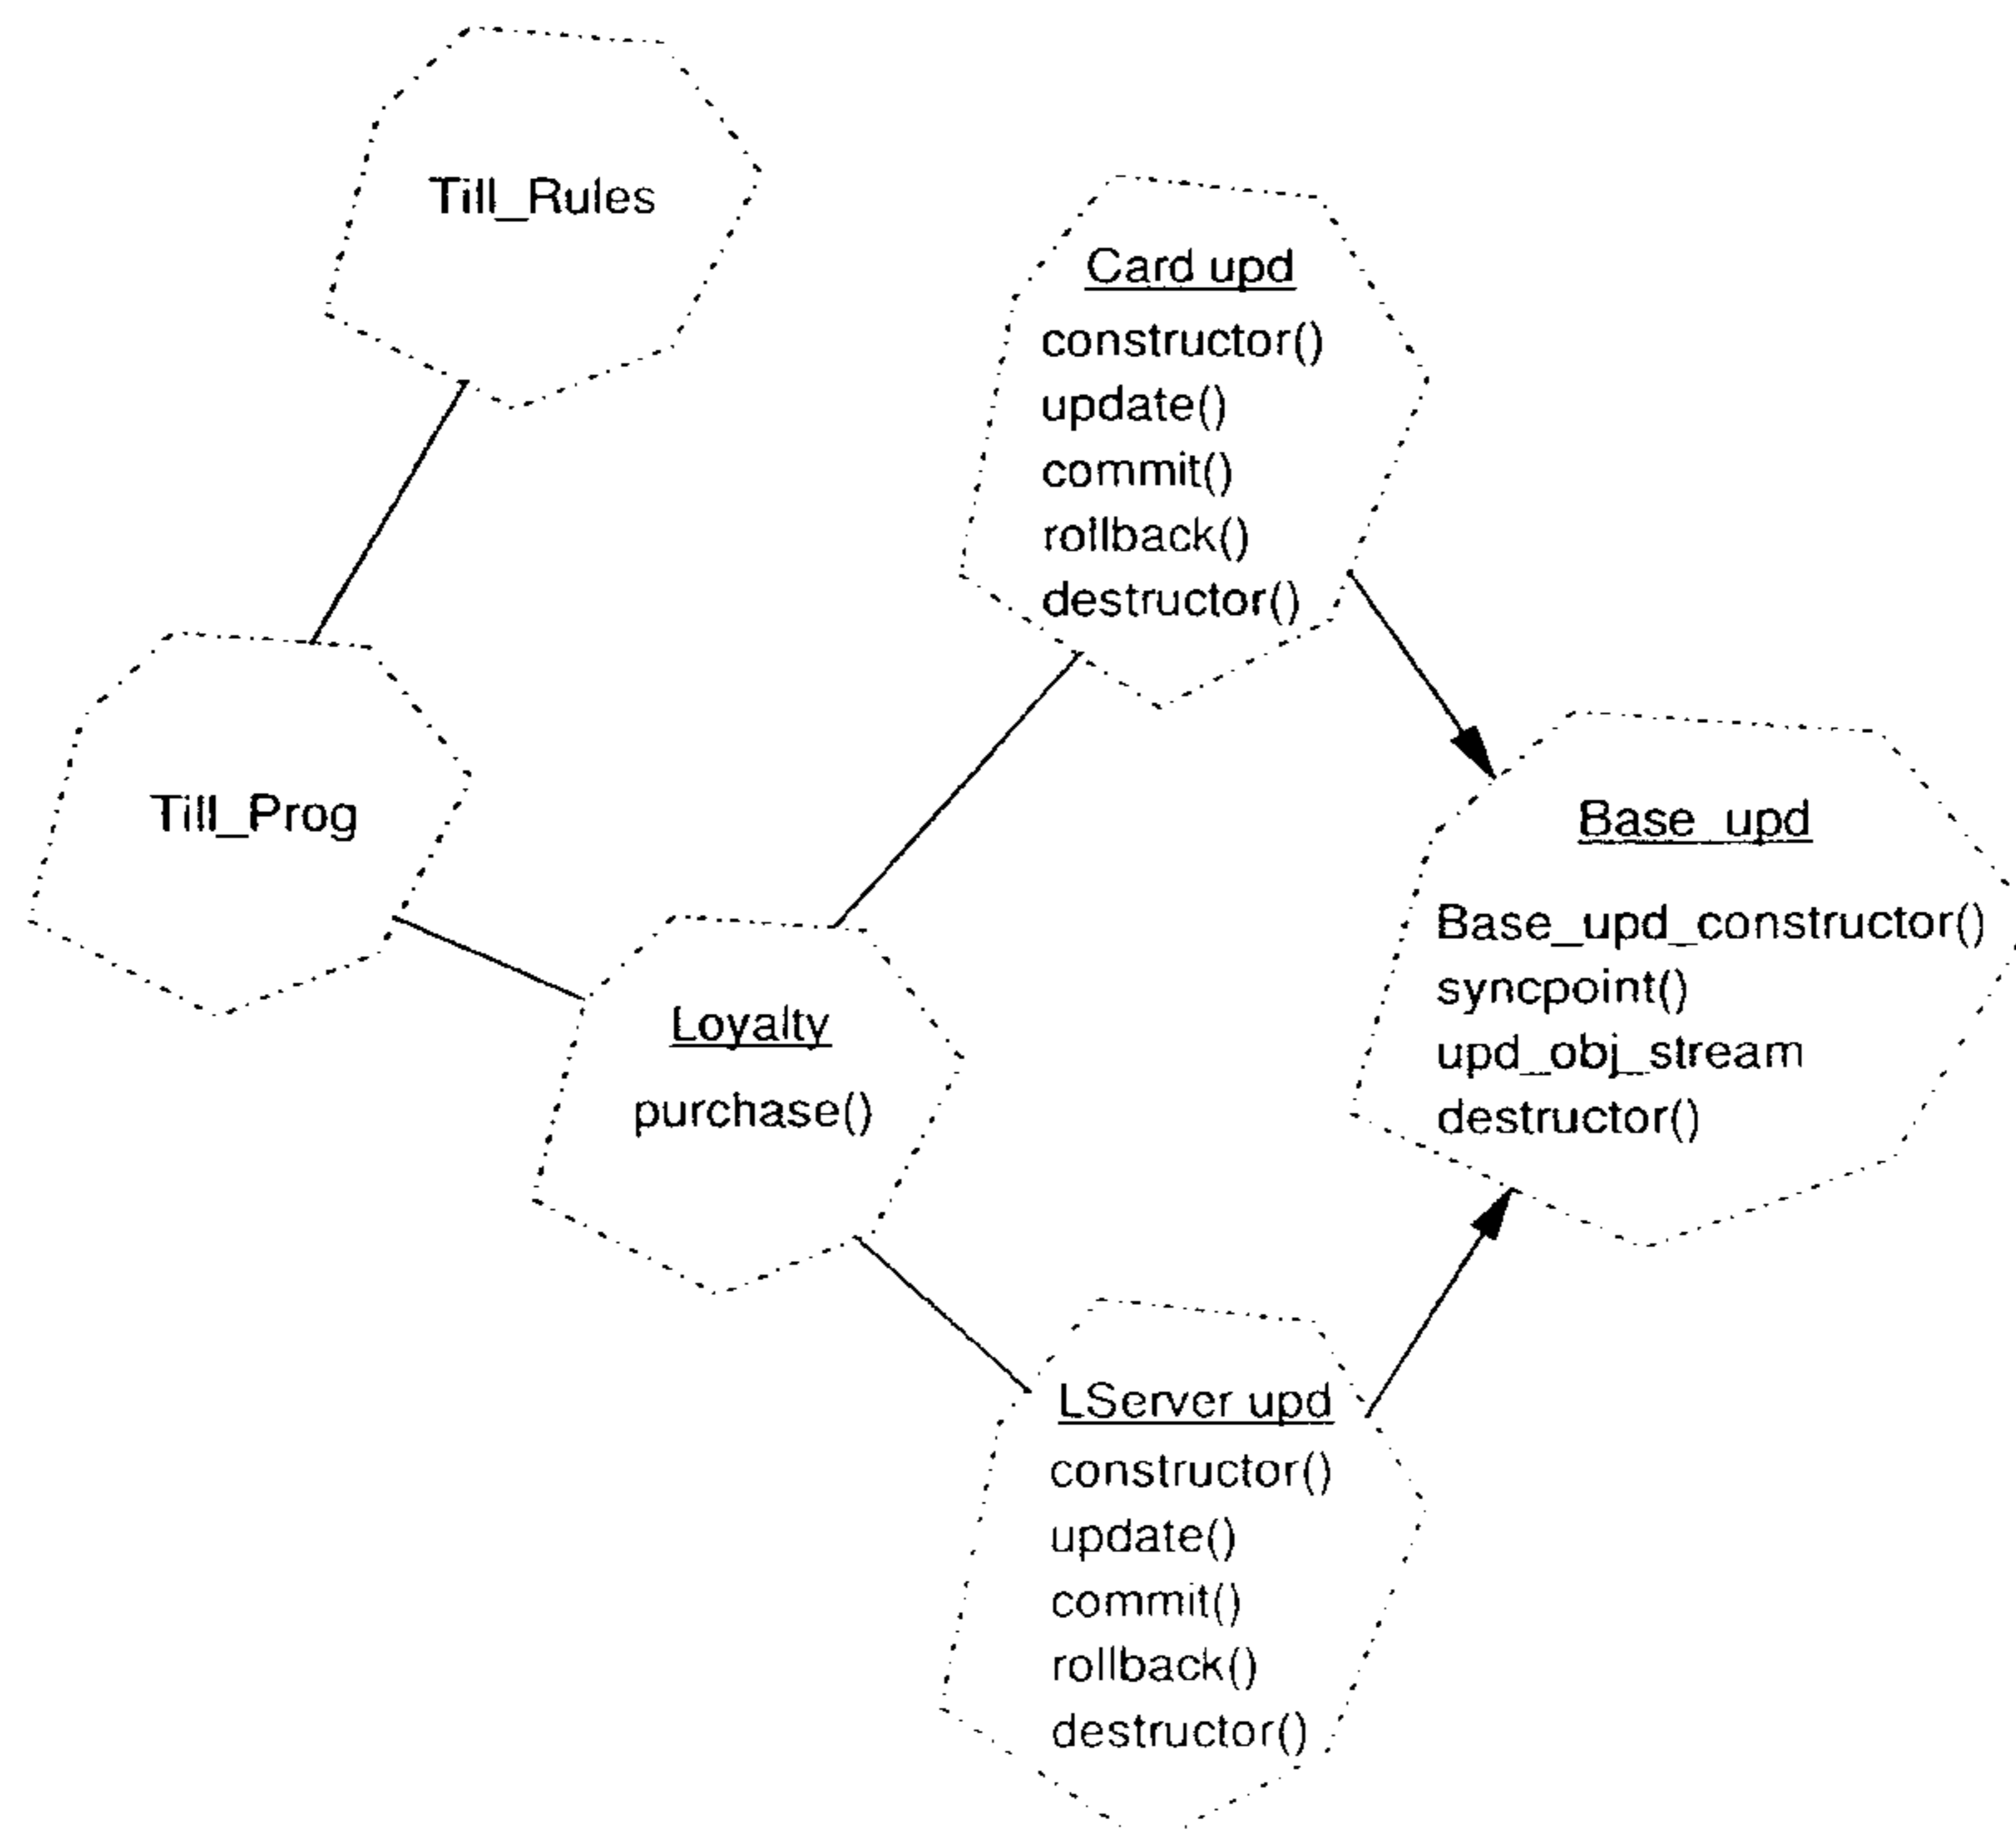 Till_Rules
Card upd
constructor()
update()
commit()
rollback()
destructor()
Till_Prog
Base_upd
Base_upd_constructor()
syncpoint()
upd_obj_stream
destructor()
Loyalty
purchase()
LServer upd
constructor()
update()
commit()
rollback()
destructor()